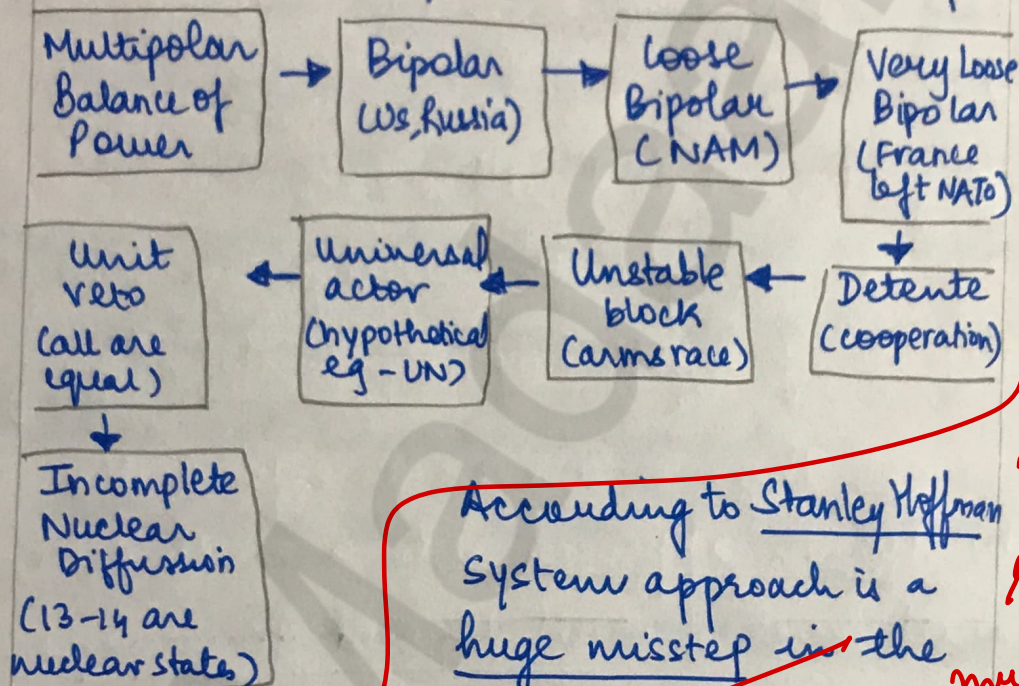 Multipolar
Balance of
Power
Bipolar
(US, Russia)
Loose
Bipolar
(NAM)
Very Loose
Bipolar
(France
left NATO)
Detente
(cooperation)
Unstable
block
(arms race)
Universal
actor
(hypothetical
eg - UN)
Unit
veto
(all are
equal)
Incomplete
Nuclear
Diffussion
(13-14 are
nuclear states)
According to Stanley Hoffman
system approach is a
huge misstep in the